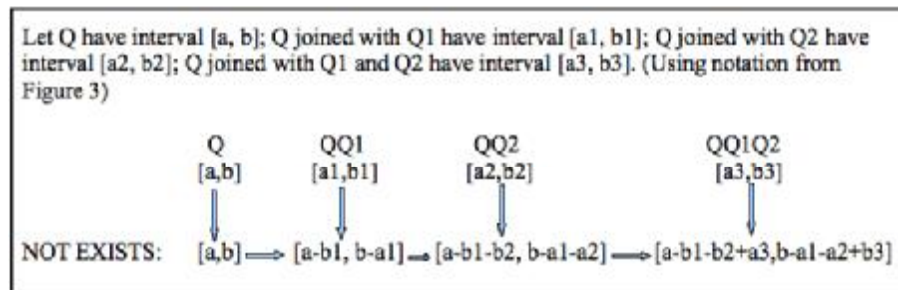 Let Q have interval [a, b]; Q joined with Q1 have interval [a1, b1]; Q joined with Q2 have
interval [a2, b2]; Q joined with Q1 and Q2 have interval [a3, b3]. (Using notation from
Figure 3)
Q QQ1 QQ2 QQ1Q2
[a,b] [a1,b1] [a2,b2] [a3,b3]
NOT EXISTS: [a,b] [a-b1, b-a1] [a-b1-b2, b-a1-a2] [a-b1-b2+a3,b-a1-a2+b3]